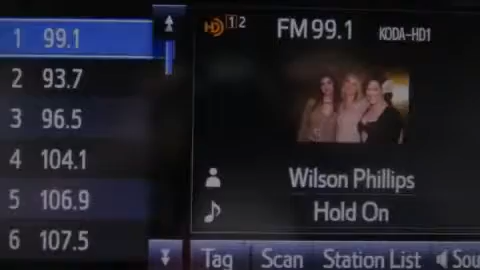 1 99.1
2 93.7
3 96.5
4 104.1
5 106.9
6 107.5
HD 1 2 FM 99.1 KODA-HD1
Wilson Phillips
Hold On
Tag Scan Station List Sou